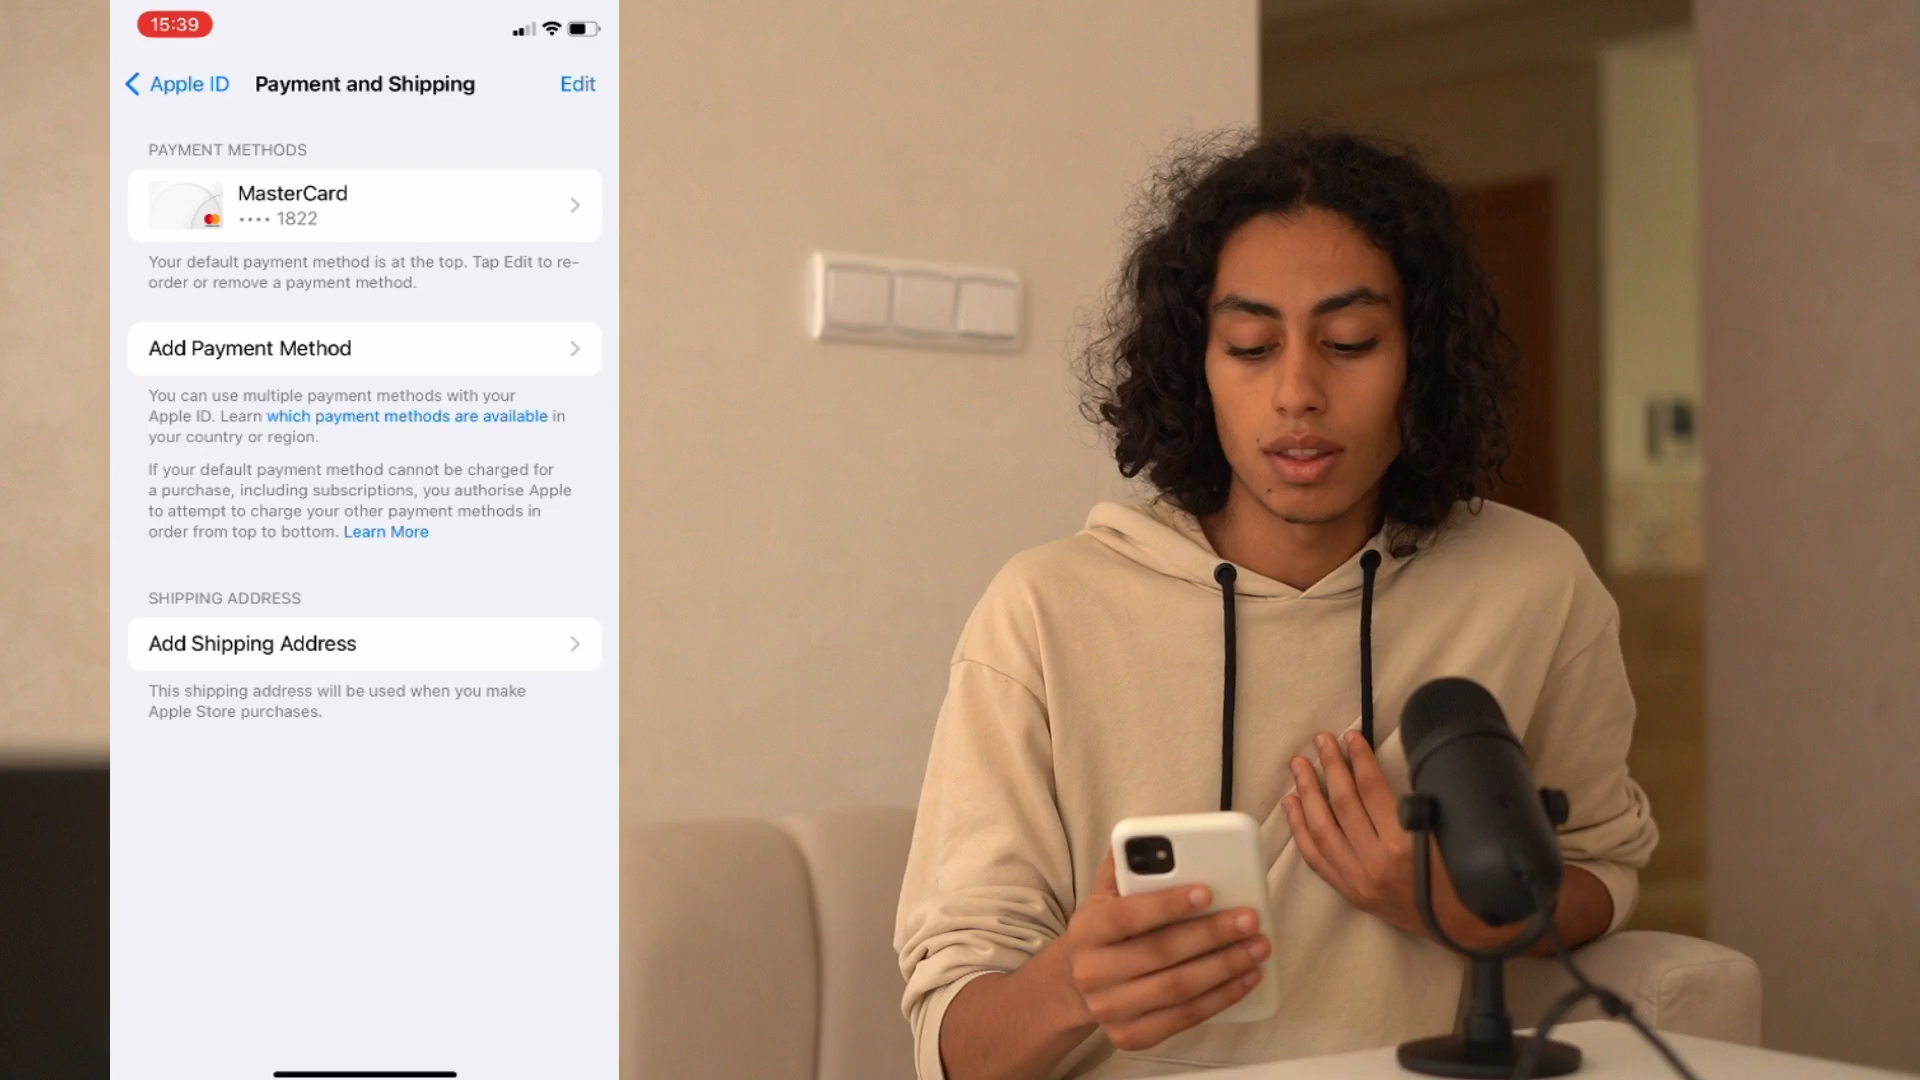 15:39
Apple ID
Payment and Shipping
Edit
PAYMENT METHODS
MasterCard
•••• 1822
Your default payment method is at the top. Tap Edit to re-
order or remove a payment method.
Add Payment Method
You can use multiple payment methods with your
Apple ID. Learn which payment methods are available in
your country or region.
If your default payment method cannot be charged for
a purchase, including subscriptions, you authorise Apple
to attempt to charge your other payment methods in
order from top to bottom. Learn More
SHIPPING ADDRESS
Add Shipping Address
This shipping address will be used when you make
Apple Store purchases.